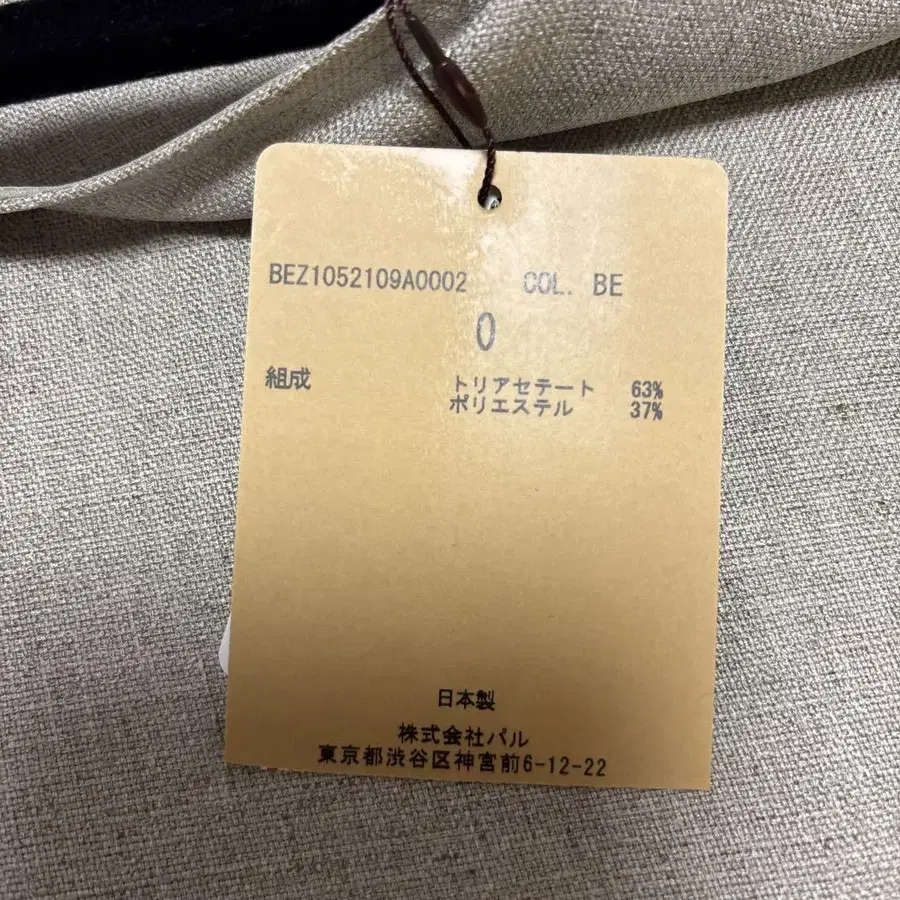 BEZ1052109A0002 COL. BE
0
組成 トリアセテート 63%
ポリエステル 37%
日本製
株式会社パル
東京都渋谷区神宮前6-12-22